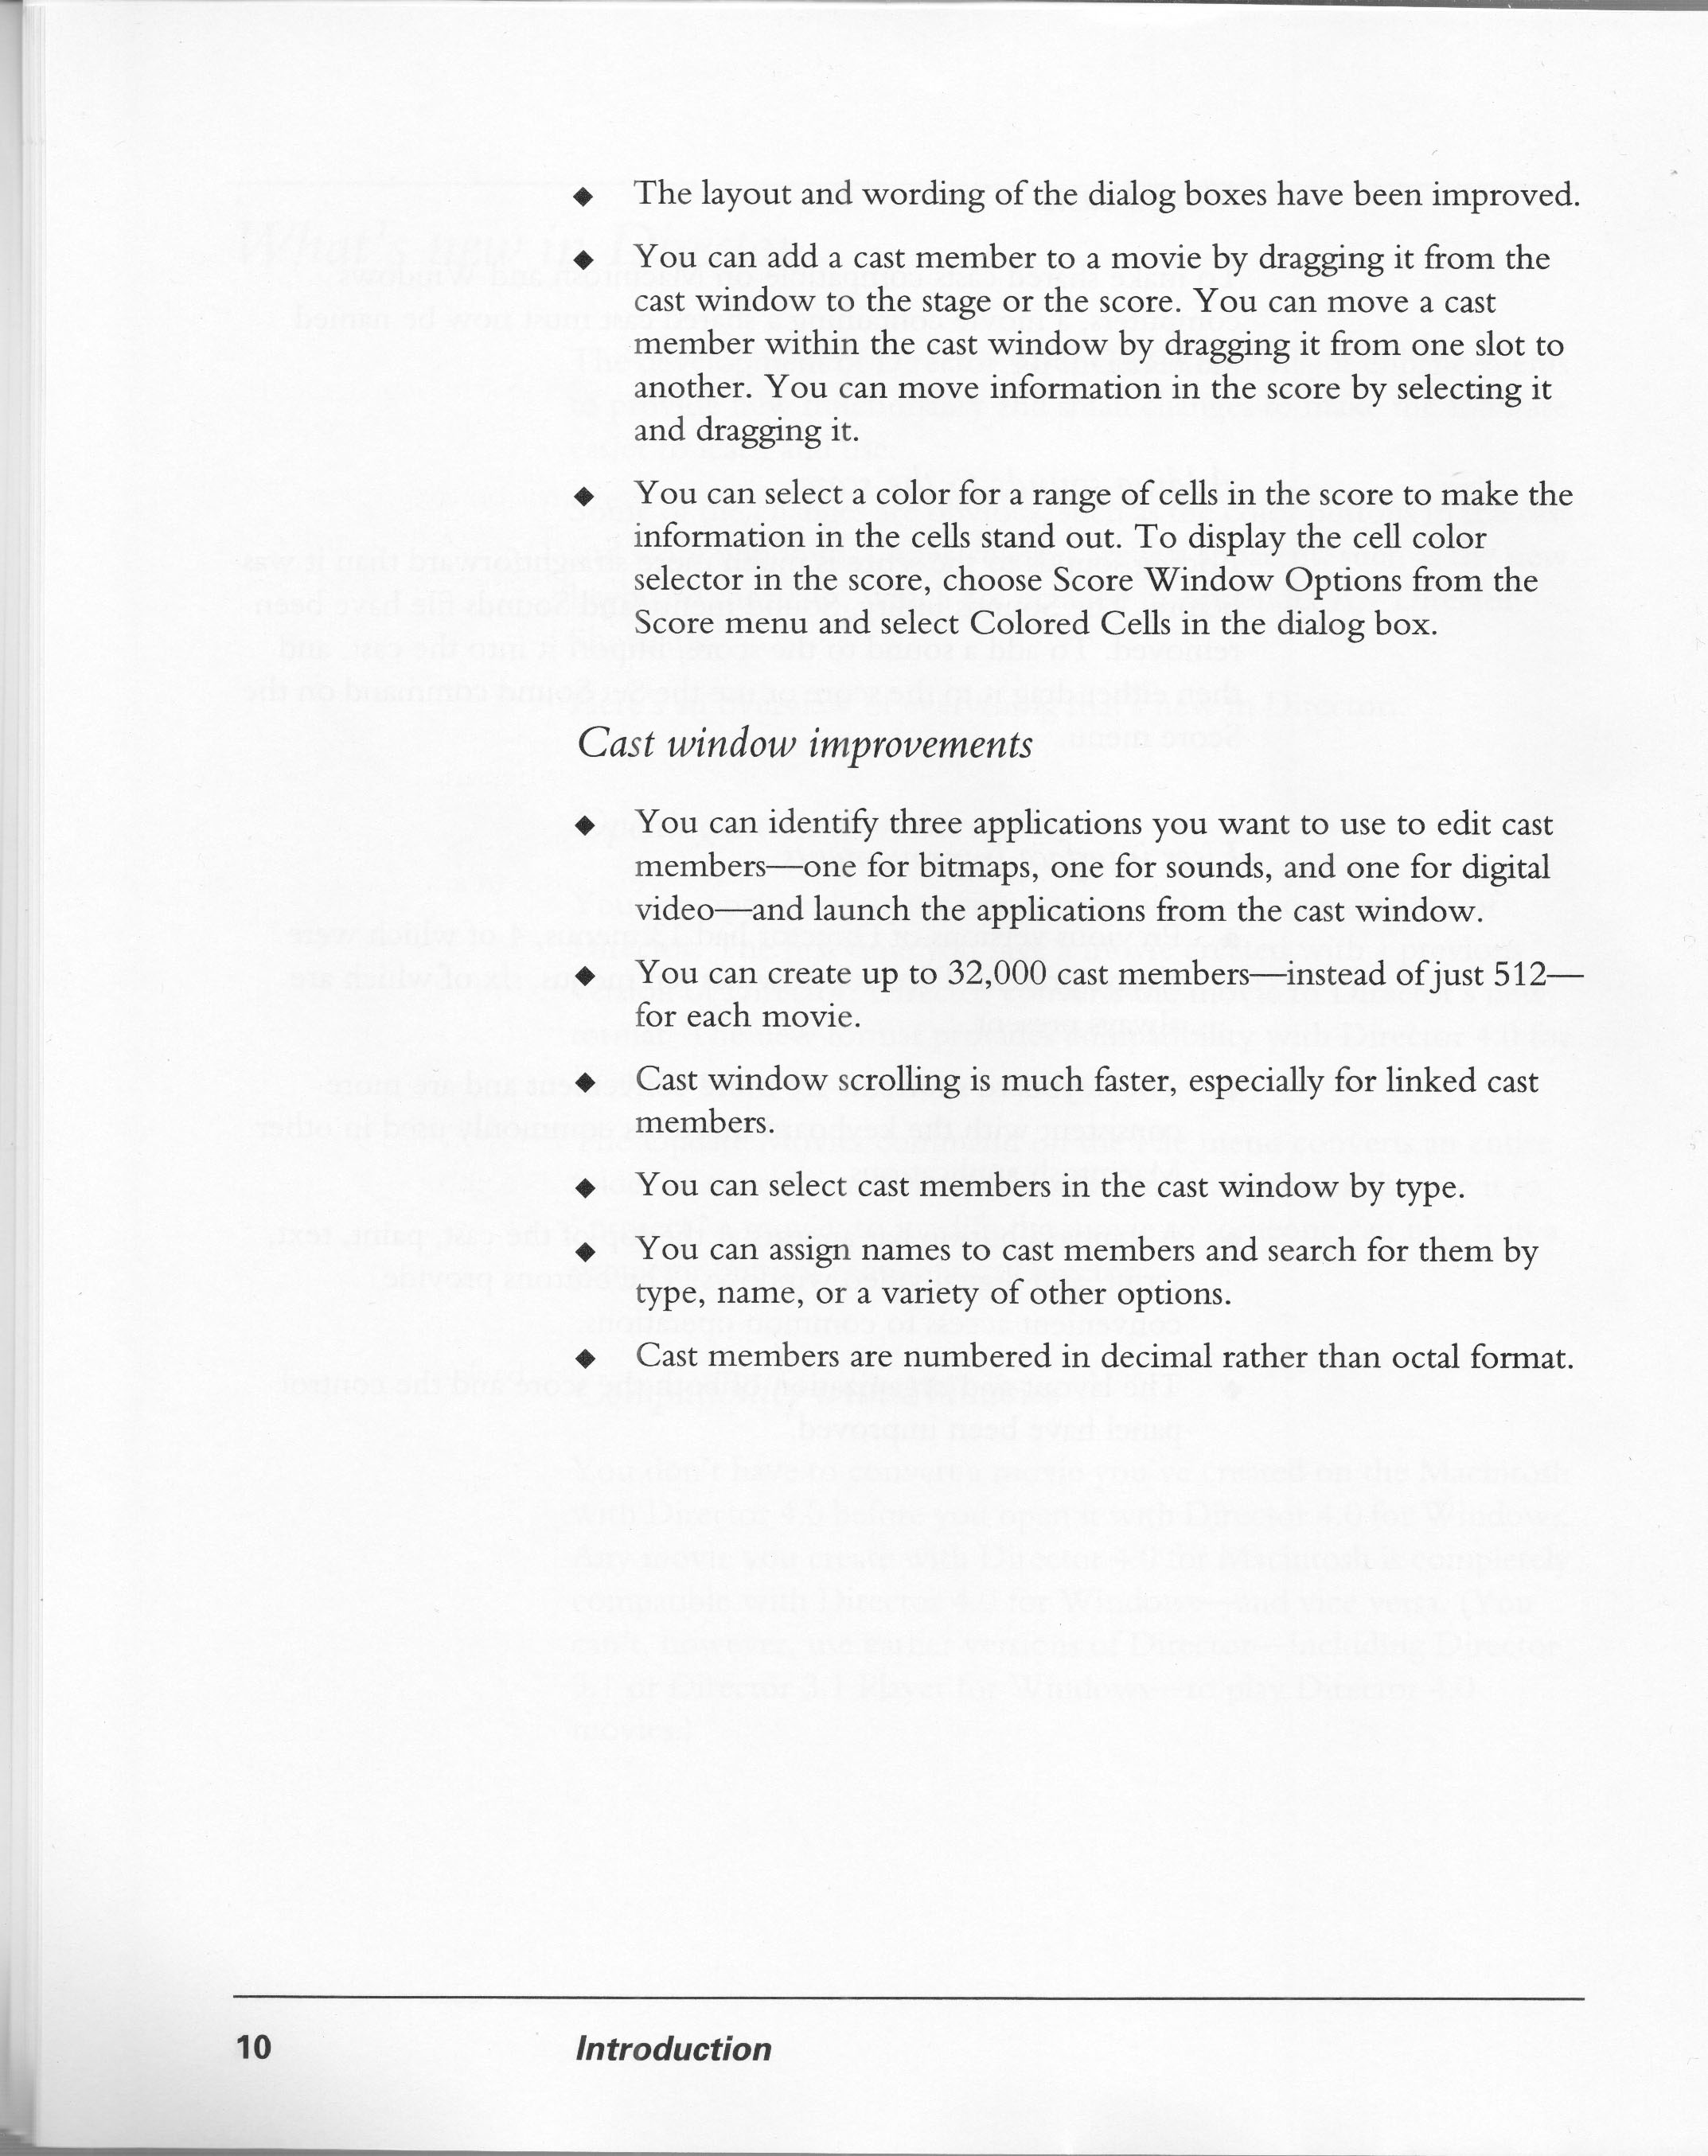 ◆ The layout and wording of the dialog boxes have been improved.
◆ You can add a cast member to a movie by dragging it from the
cast window to the stage or the score. You can move a cast
member within the cast window by dragging it from one slot to
another. You can move information in the score by selecting it
and dragging it.
◆ You can select a color for a range of cells in the score to make the
information in the cells stand out. To display the cell color
selector in the score, choose Score Window Options from the
Score menu and select Colored Cells in the dialog box.
Cast window improvements
◆ You can identify three applications you want to use to edit cast
members—one for bitmaps, one for sounds, and one for digital
video—and launch the applications from the cast window.
◆ You can create up to 32,000 cast members—instead of just 512—
for each movie.
◆ Cast window scrolling is much faster, especially for linked cast
members.
◆ You can select cast members in the cast window by type.
◆ You can assign names to cast members and search for them by
type, name, or a variety of other options.
◆ Cast members are numbered in decimal rather than octal format.
10 Introduction